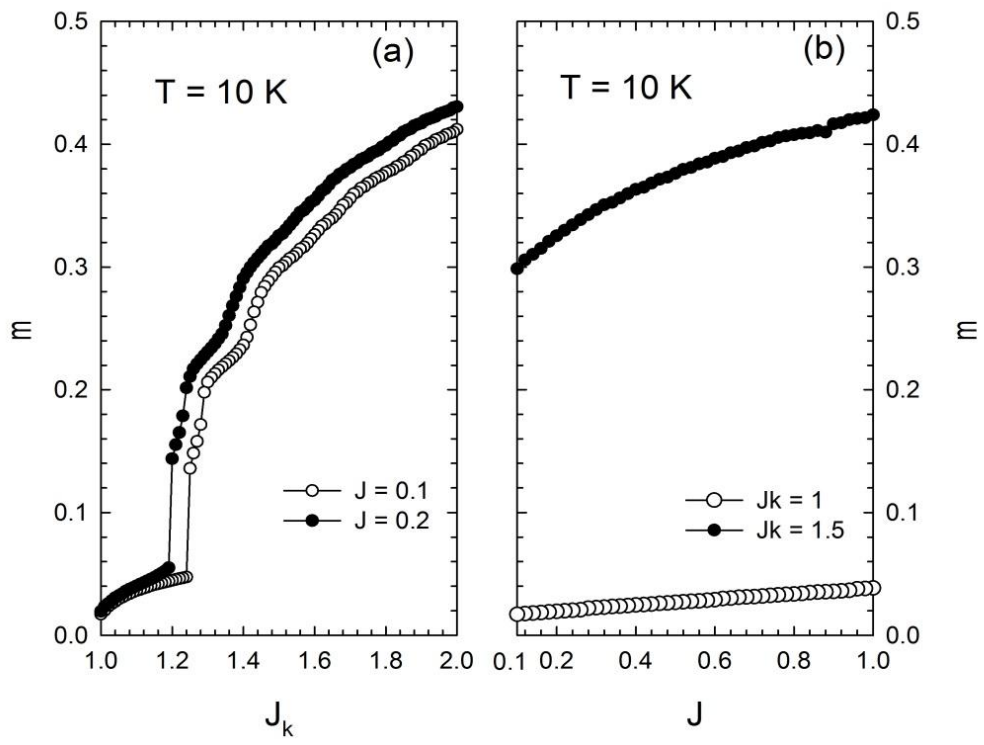 (a)
T = 10 K
0.5
0.4
0.3
0.2
0.1
0.0
m
J = 0.1
J = 0.2
1.0 1.2 1.4 1.6 1.8 2.0
Jk
(b)
T = 10 K
0.5
0.4
0.3
0.2
0.1
0.0
m
Jk = 1
Jk = 1.5
0.1 0.2 0.4 0.6 0.8 1.0
J